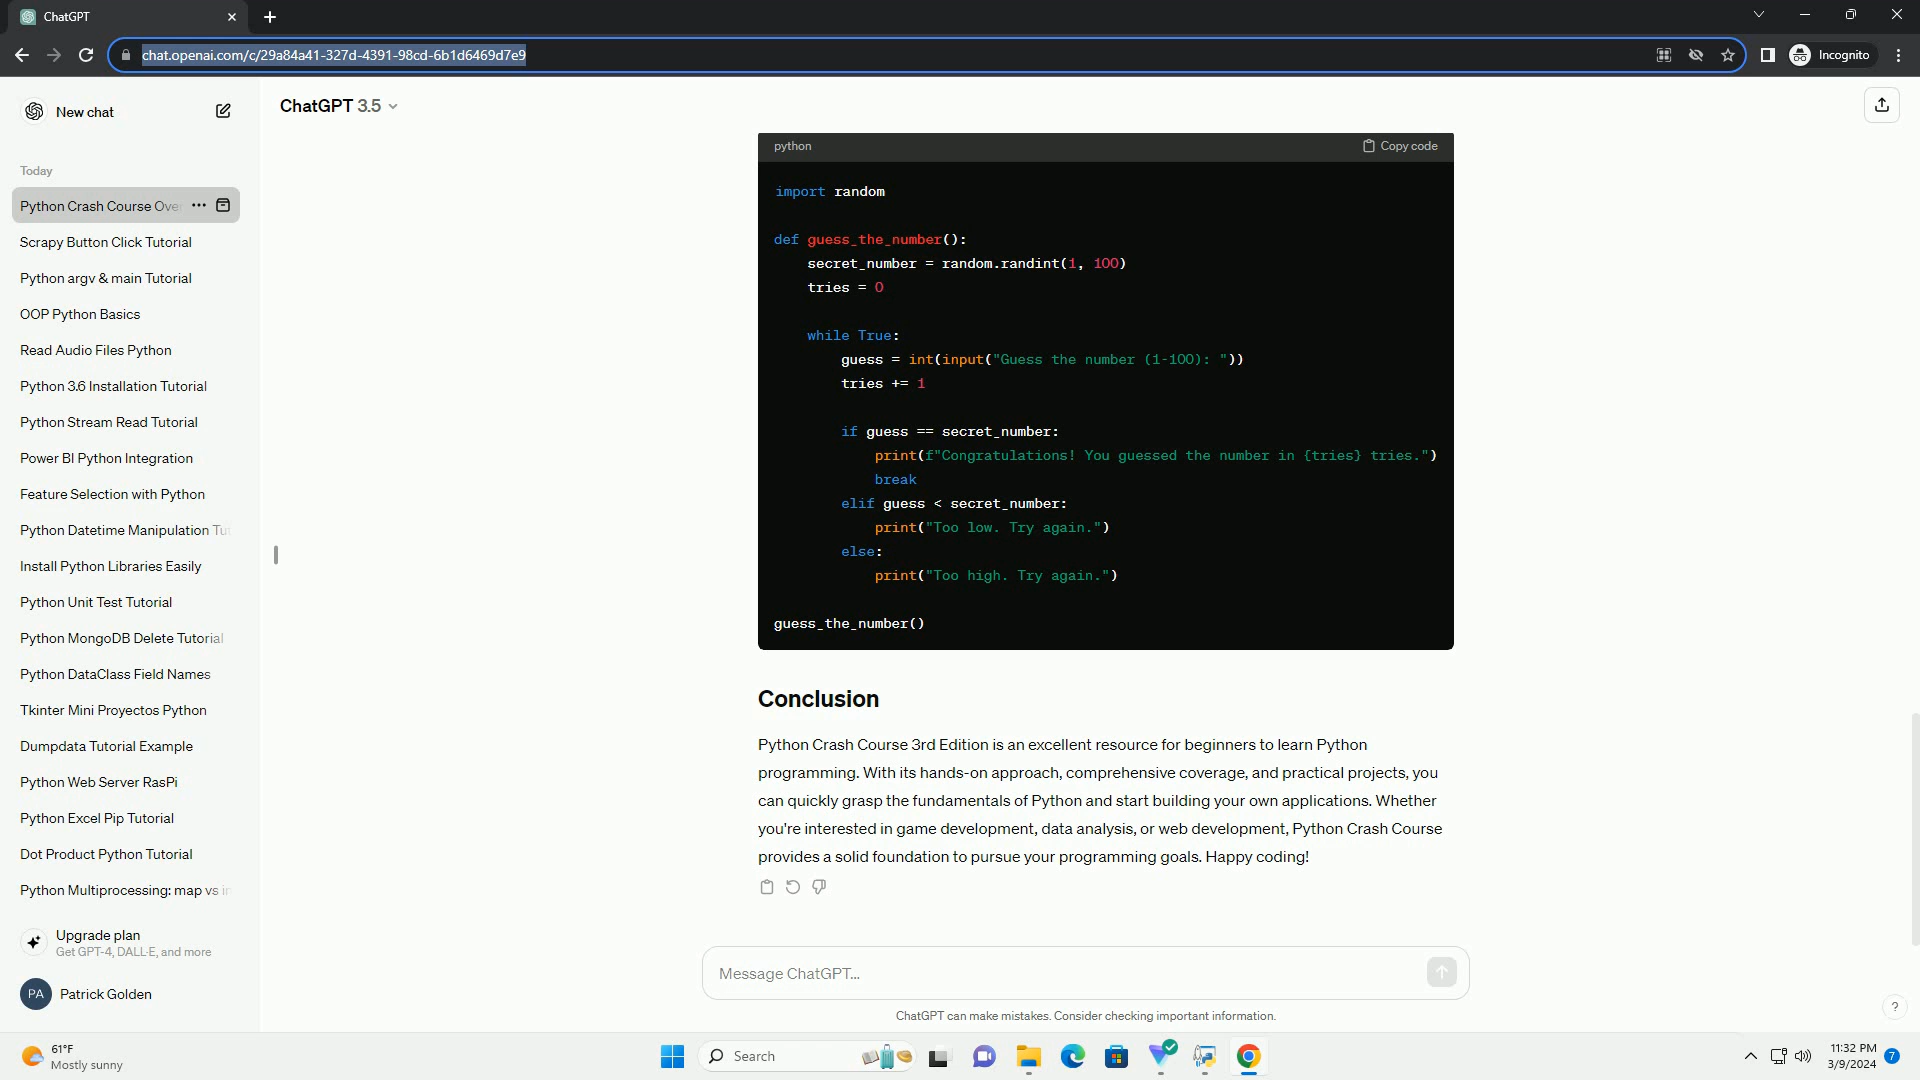 ChatGPT
chat.openai.com/c/29a84a41-327d-4391-98cd-6b1d6469d7e9
Incognito
New chat
ChatGPT 3.5
Today
Python Crash Course Over
Scrapy Button Click Tutorial
Python argv & main Tutorial
OOP Python Basics
Read Audio Files Python
Python 3.6 Installation Tutorial
Python Stream Read Tutorial
Power BI Python Integration
Feature Selection with Python
Python Datetime Manipulation Tut
Install Python Libraries Easily
Python Unit Test Tutorial
Python MongoDB Delete Tutorial
Python DataClass Field Names
Tkinter Mini Proyectos Python
Dumpdata Tutorial Example
Python Web Server RasPi
Python Excel Pip Tutorial
Dot Product Python Tutorial
Python Multiprocessing: map vs
Upgrade plan
Get GPT-4, DALL·E, and more
PA Patrick Golden
python Copy code
import random
def guess_the_number():
secret_number = random.randint(1, 100)
tries = 0
while True:
guess = int(input("Guess the number (1-100): "))
tries += 1
if guess == secret_number:
print(f"Congratulations! You guessed the number in {tries} tries.")
break
elif guess < secret_number:
print("Too low. Try again.")
else:
print("Too high. Try again.")
guess_the_number()
Conclusion
Python Crash Course 3rd Edition is an excellent resource for beginners to learn Python
programming. With its hands-on approach, comprehensive coverage, and practical projects, you
can quickly grasp the fundamentals of Python and start building your own applications. Whether
you're interested in game development, data analysis, or web development, Python Crash Course
provides a solid foundation to pursue your programming goals. Happy coding!
Message ChatGPT...
ChatGPT can make mistakes. Consider checking important information.
?
61°F
Mostly sunny
Search
11:32 PM
3/9/2024
7